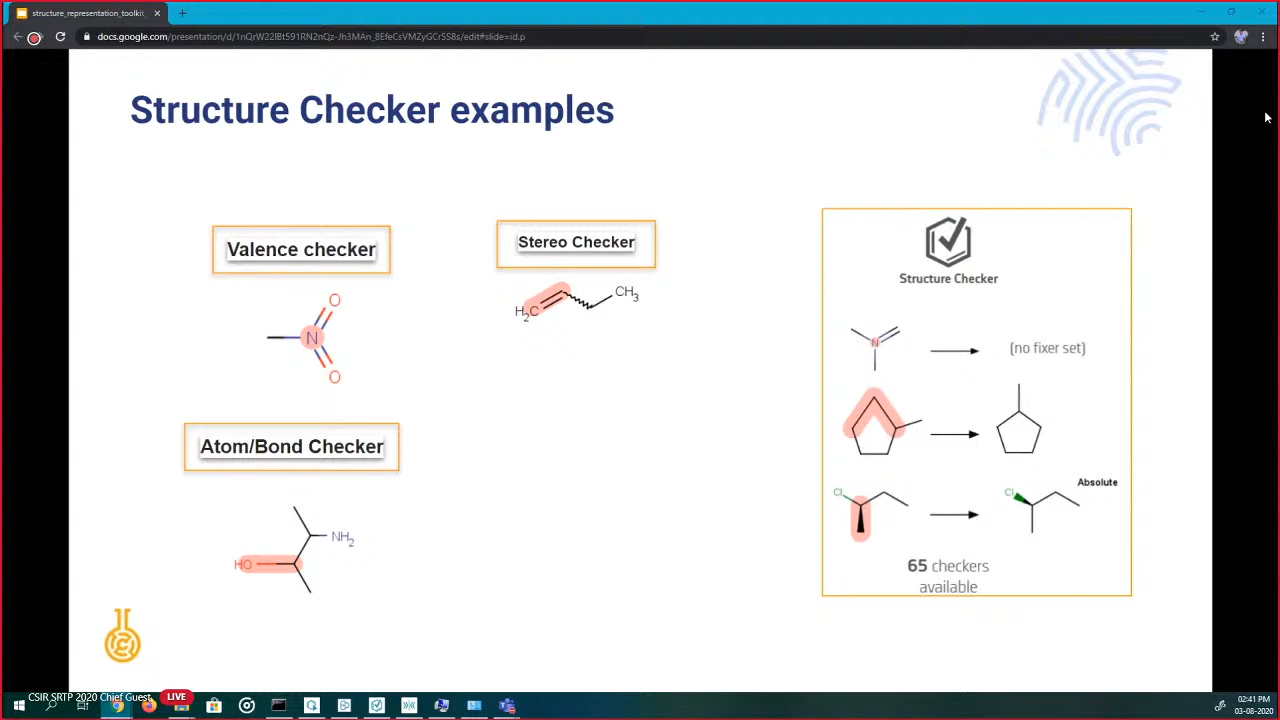 structure_representation_toolkit_
docs.google.com/presentation/d/1nQrW22IBt591RN2nQz-Jh3MAn_8EfeCsVMZyGCr5S8s/edit#slide=id.p
Structure Checker examples
Valence checker
O
N
O
Stereo Checker
H2C
CH3
Atom/Bond Checker
NH2
HO
Structure Checker
N
(no fixer set)
Cl
Cl
Absolute
65 checkers
available
CSIR SRTP 2020 Chief Guest
LIVE
02:41 PM
03-08-2020